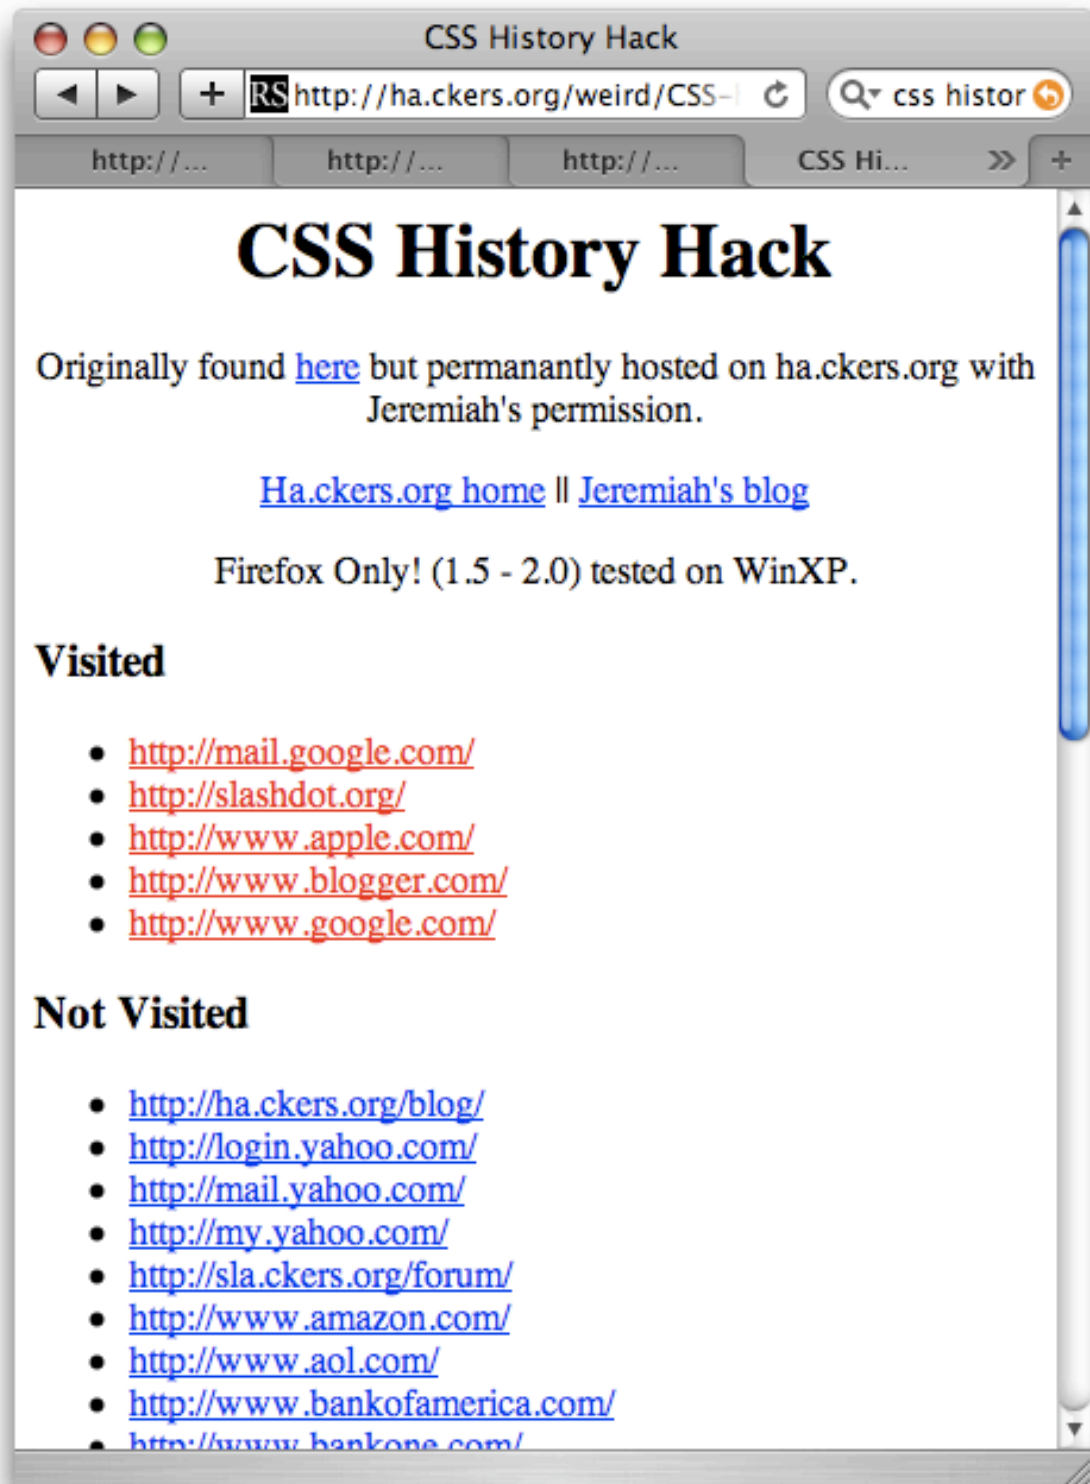 CSS History Hack
RS http://ha.ckers.org/weird/CSS- css histor
http://... http://... http://... CSS Hi...
CSS History Hack
Originally found here but permanantly hosted on ha.ckers.org with
Jeremiah's permission.
Ha.ckers.org home || Jeremiah's blog
Firefox Only! (1.5 - 2.0) tested on WinXP.
Visited
http://mail.google.com/
http://slashdot.org/
http://www.apple.com/
http://www.blogger.com/
http://www.google.com/
Not Visited
http://ha.ckers.org/blog/
http://login.yahoo.com/
http://mail.yahoo.com/
http://my.yahoo.com/
http://sla.ckers.org/forum/
http://www.amazon.com/
http://www.aol.com/
http://www.bankofamerica.com/
http://www.bankone.com/